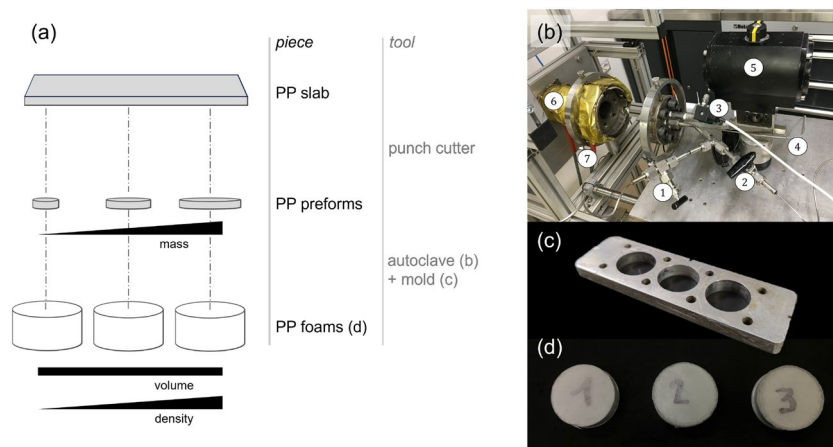 (a)
piece
tool
PP slab
punch cutter
PP preforms
mass
autoclave (b)
+ mold (c)
PP foams (d)
volume
density
(b)
5
6
3
7
4
1
2
(c)
(d)
1
2
3